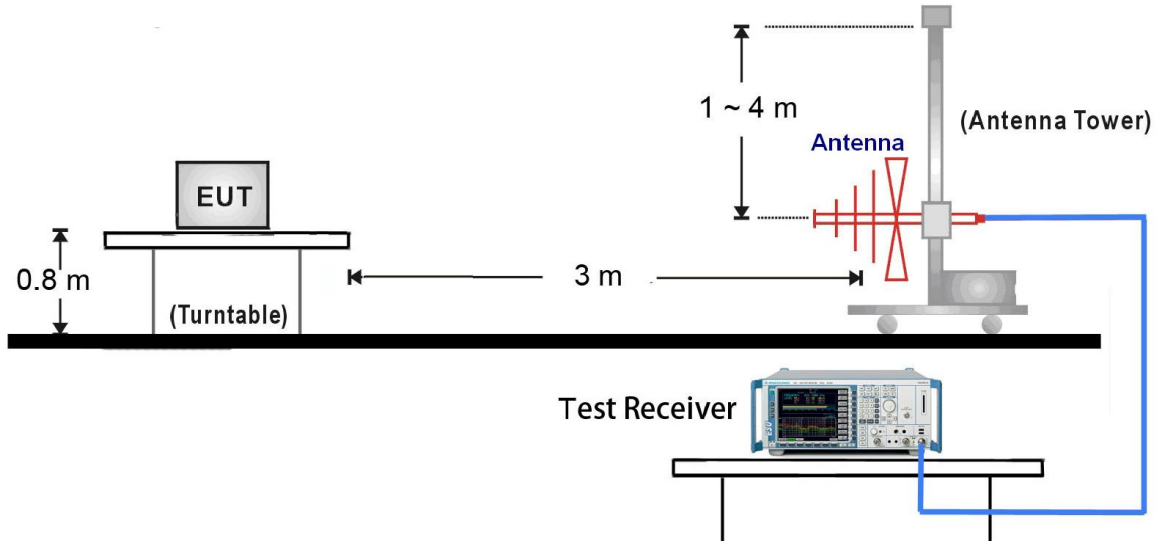 1 ~ 4 m
(Antenna Tower)
Antenna
EUT
0.8 m
3 m
(Turntable)
Test Receiver